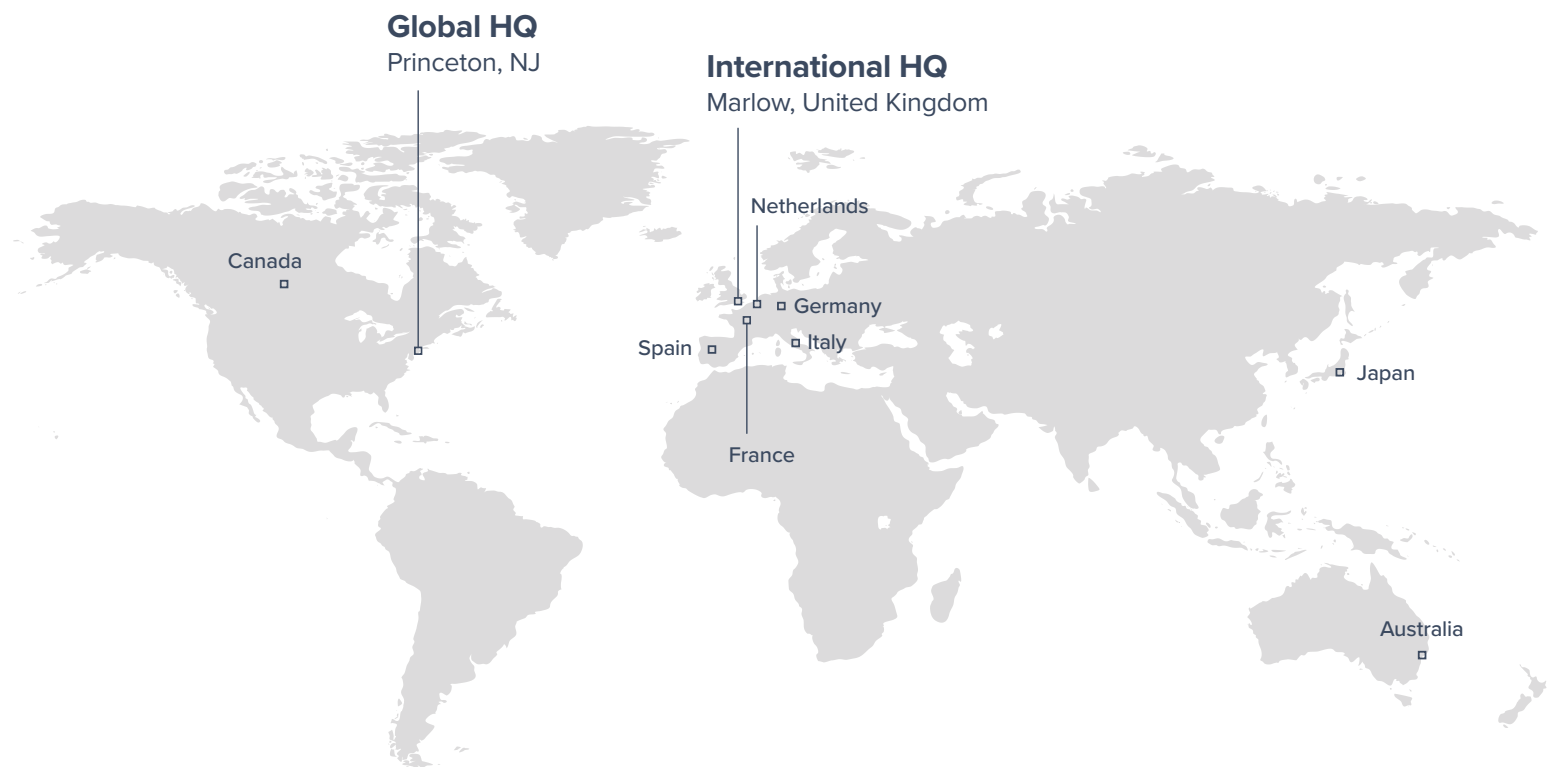 Global HQ
Princeton, NJ
International HQ
Marlow, United Kingdom
Netherlands
Canada
Germany
Italy
Spain
Japan
France
Australia